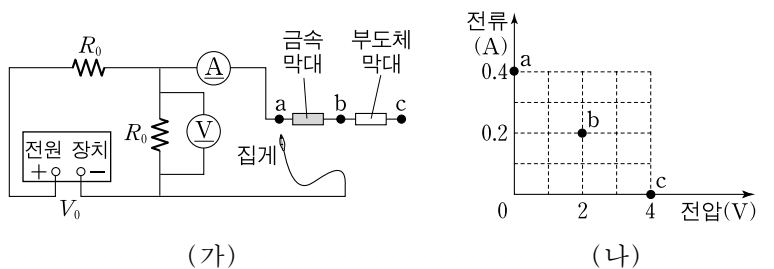 R₀
A
금속
막대
부도체
막대
a
b
c
R₀
V
집게
전원 장치
+
−
V₀
(가)
전류
(A)
0.4
a
0.2
b
c
0
2
4
전압(V)
(나)